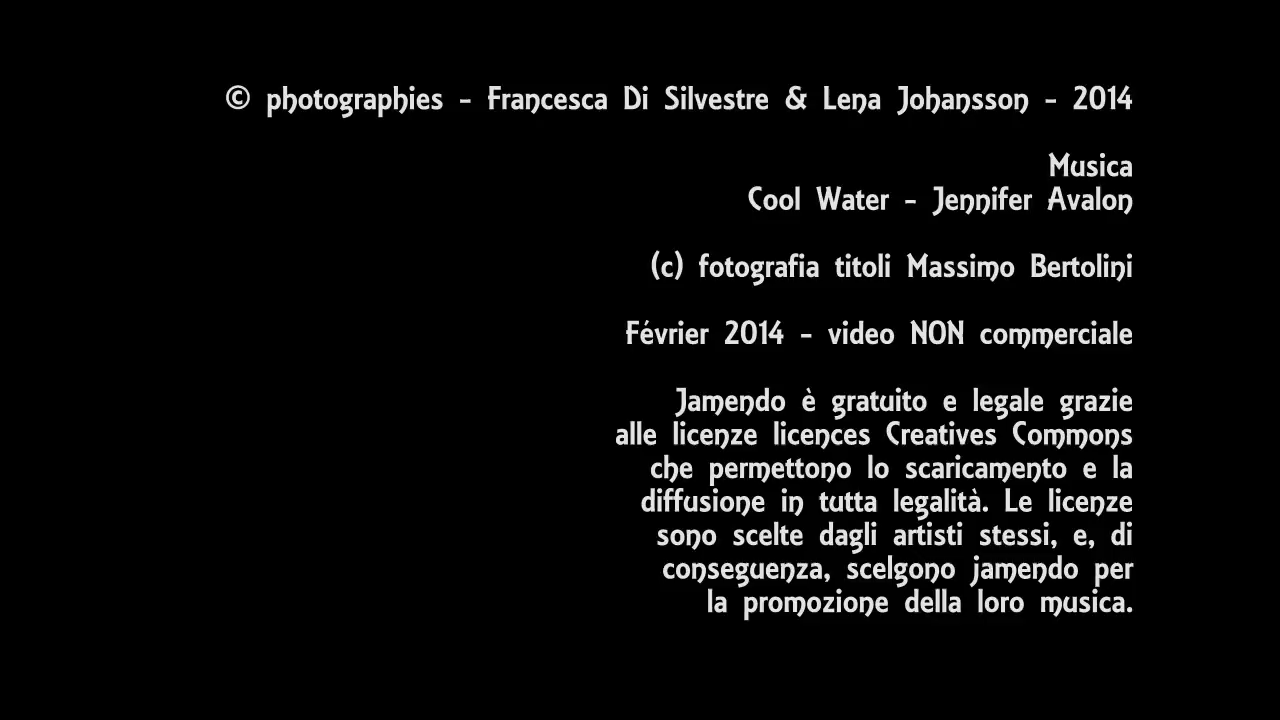 © photographies - Francesca Di Silvestre & Lena Johansson - 2014
Musica
Cool Water - Jennifer Avalon
(c) fotografia titoli Massimo Bertolini
Février 2014 - video NON commerciale
Jamendo è gratuito e legale grazie
alle licenze licences Creatives Commons
che permettono lo scaricamento e la
diffusione in tutta legalità. Le licenze
sono scelte dagli artisti stessi, e, di
conseguenza, scelgono jamendo per
la promozione della loro musica.